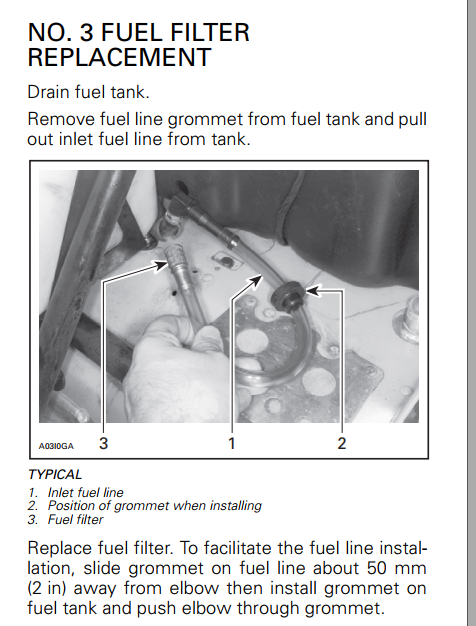 NO. 3 FUEL FILTER
REPLACEMENT
Drain fuel tank.
Remove fuel line grommet from fuel tank and pull
out inlet fuel line from tank.
A03I0GA 3 1 2
TYPICAL
1. Inlet fuel line
2. Position of grommet when installing
3. Fuel filter
Replace fuel filter. To facilitate the fuel line instal-
lation, slide grommet on fuel line about 50 mm
(2 in) away from elbow then install grommet on
fuel tank and push elbow through grommet.